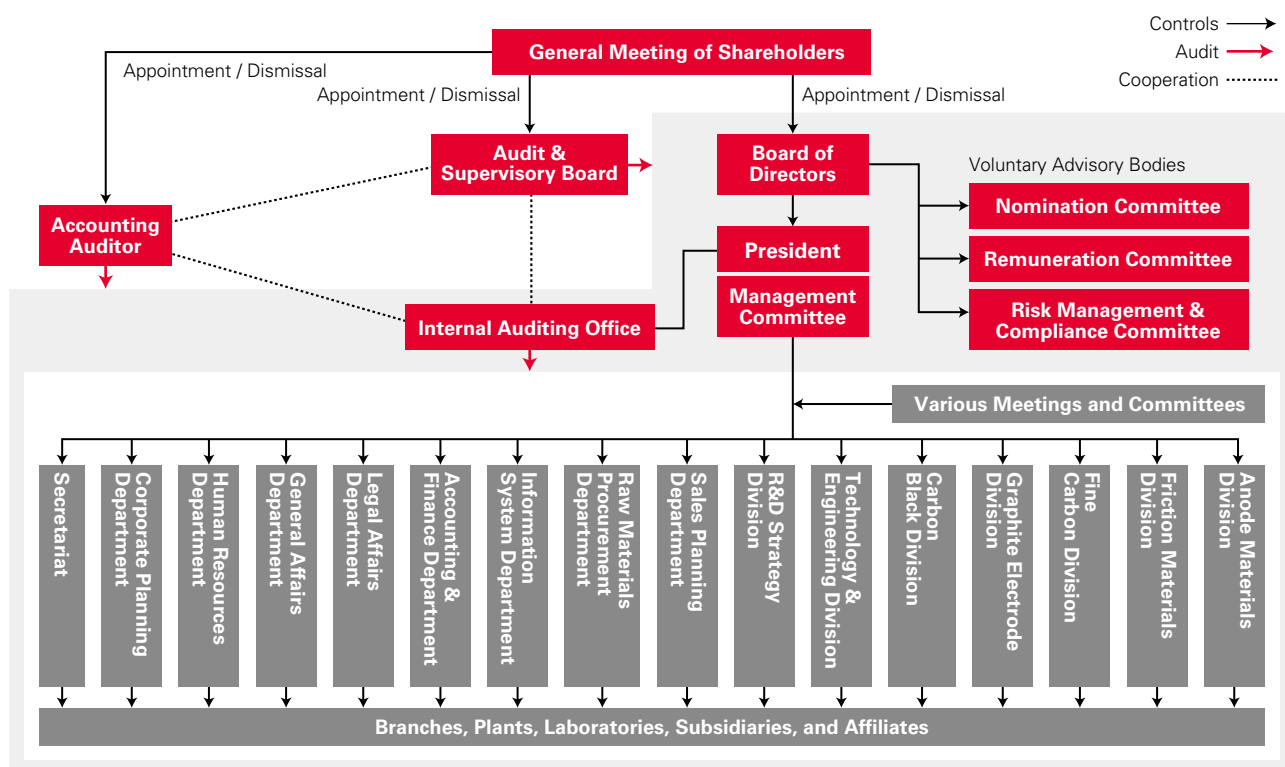 Controls
Audit
Cooperation
General Meeting of Shareholders
Appointment / Dismissal
Appointment / Dismissal
Appointment / Dismissal
Audit &
Supervisory Board
Board of
Directors
Voluntary Advisory Bodies
Nomination Committee
Accounting
Auditor
President
Remuneration Committee
Management
Committee
Risk Management &
Compliance Committee
Internal Auditing Office
Various Meetings and Committees
Secretariat
Corporate Planning
Department
Human Resources
Department
General Affairs
Department
Legal Affairs
Department
Accounting &
Finance Department
Information
System Department
Raw Materials
Procurement
Department
Sales Planning
Department
R&D Strategy
Division
Technology &
Engineering Division
Carbon
Black Division
Graphite Electrode
Division
Fine
Carbon Division
Friction Materials
Division
Anode Materials
Division
Branches, Plants, Laboratories, Subsidiaries, and Affiliates